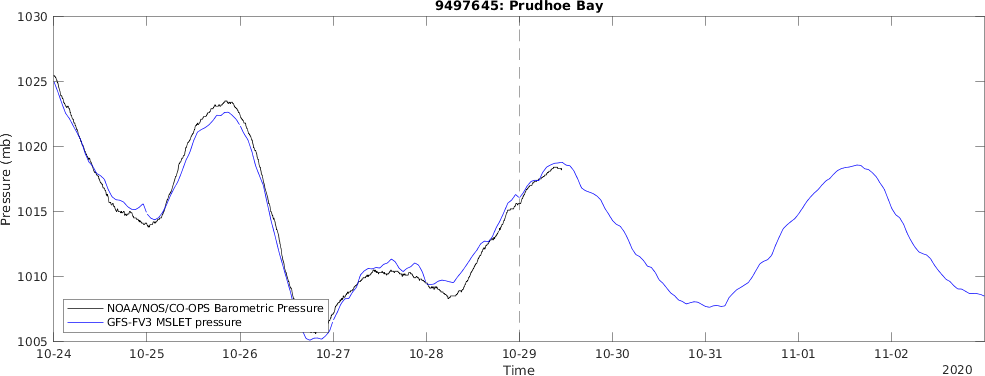 9497645: Prudhoe Bay
1030
1025
1020
1015
1010
1005
Pressure (mb)
NOAA/NOS/CO-OPS Barometric Pressure
GFS-FV3 MSLET pressure
10-24 10-25 10-26 10-27 10-28 10-29 10-30 10-31 11-01 11-02
Time
2020